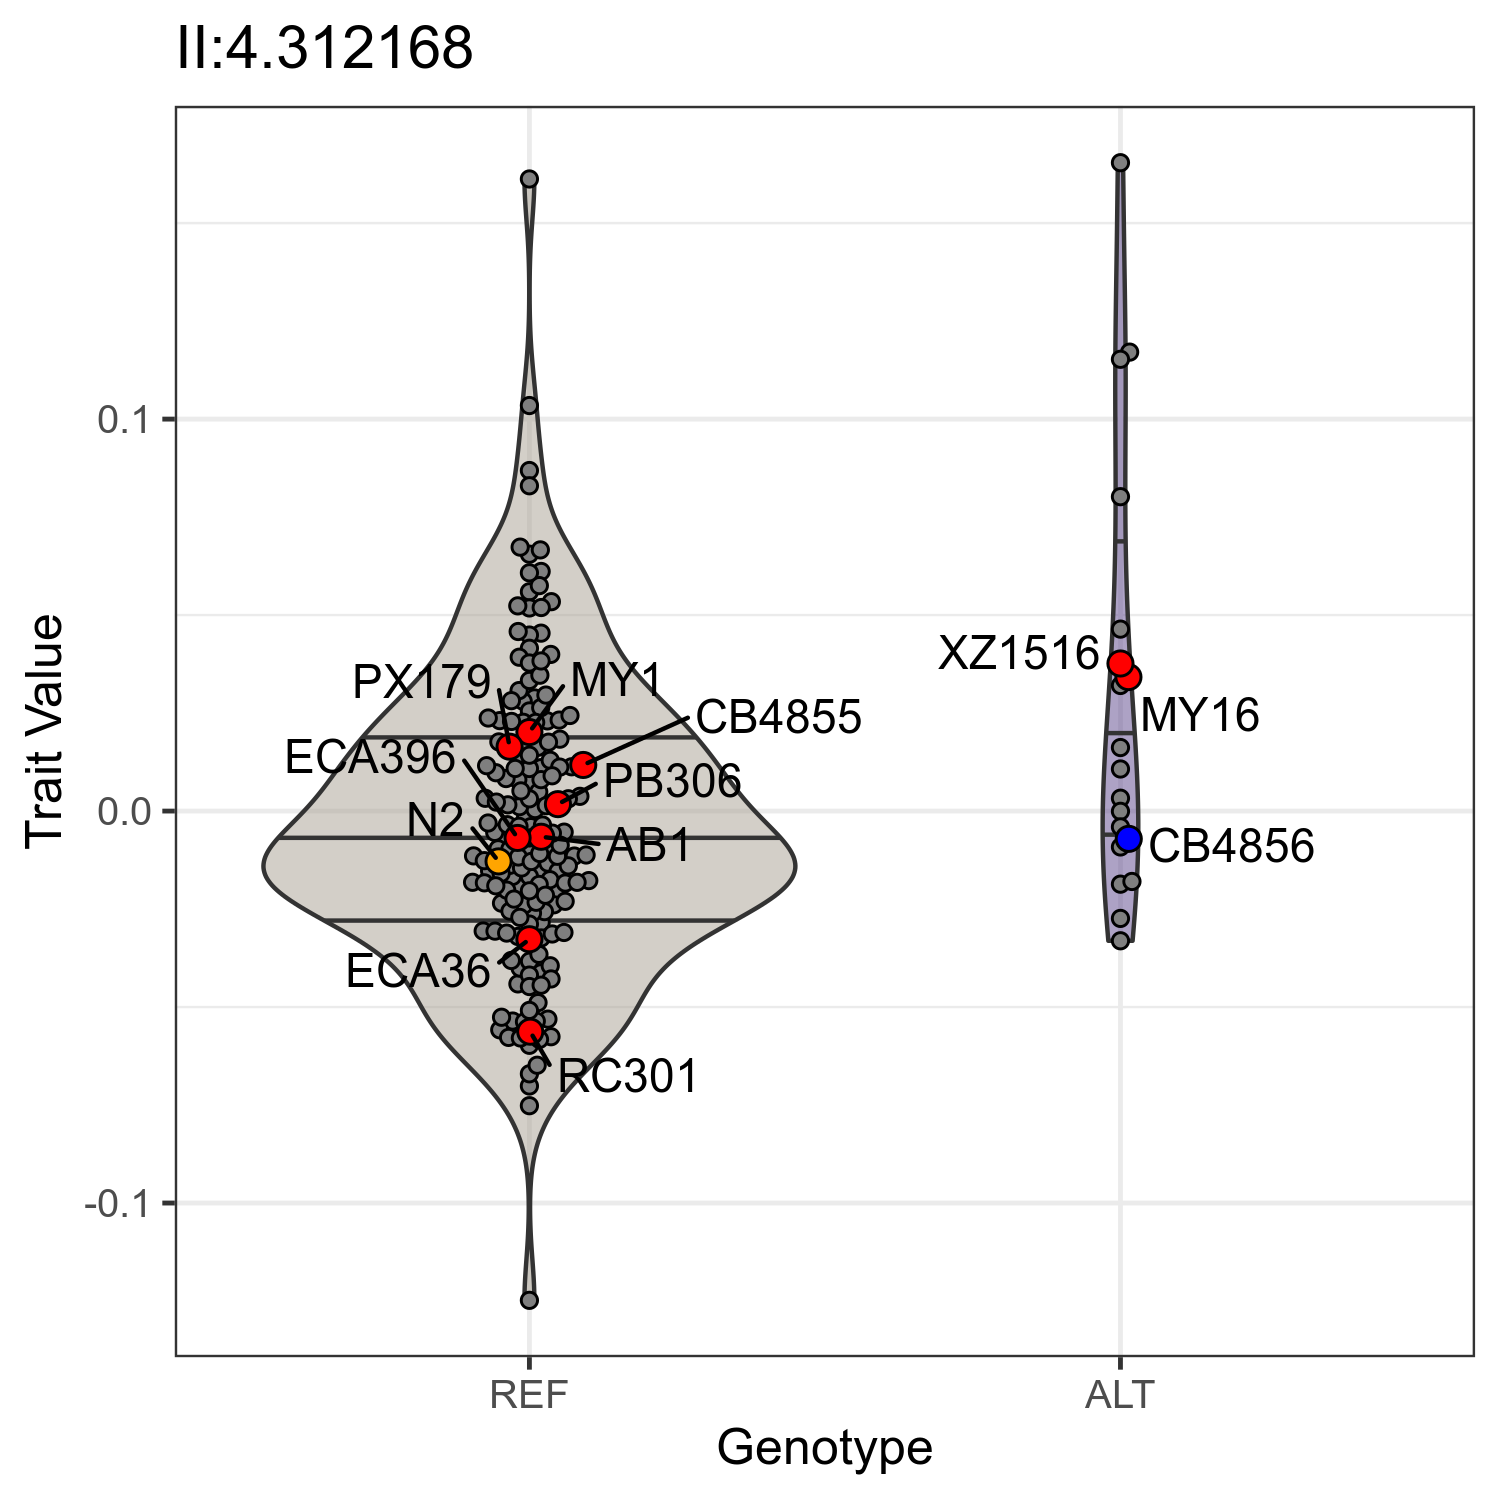 II:4.312168
Trait Value
0.1
0.0
-0.1
PX179
MY1
CB4855
ECA396
PB306
N2
AB1
ECA36
RC301
XZ1516
MY16
CB4856
REF
ALT
Genotype